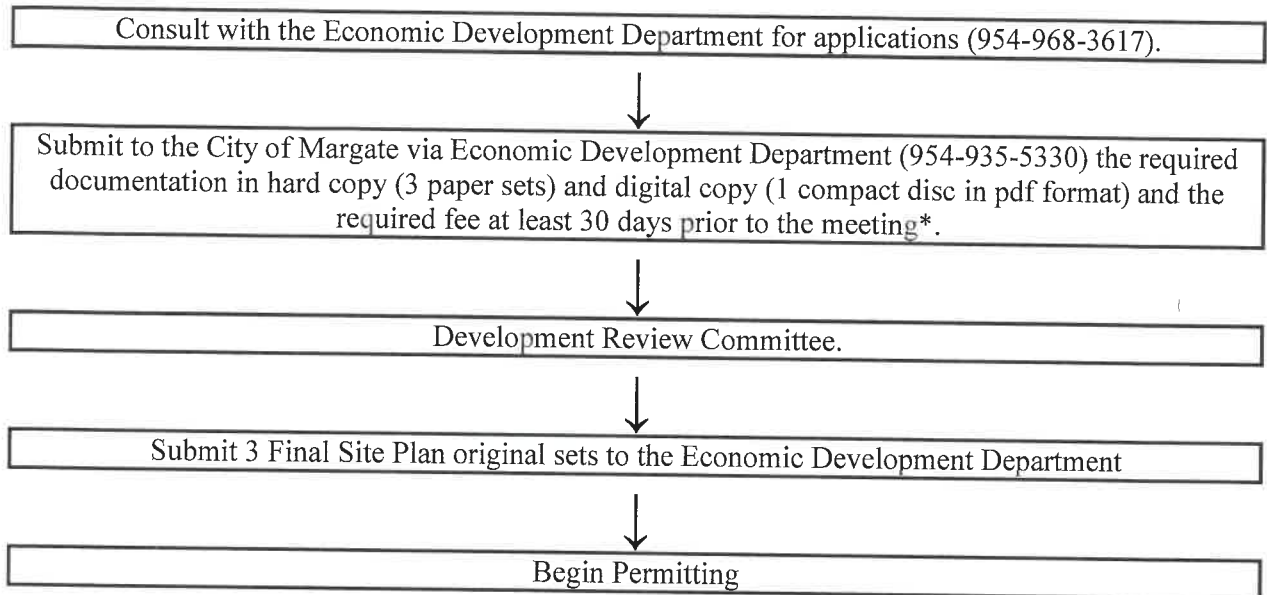 Consult with the Economic Development Department for applications (954-968-3617).
Submit to the City of Margate via Economic Development Department (954-935-5330) the required
documentation in hard copy (3 paper sets) and digital copy (1 compact disc in pdf format) and the
required fee at least 30 days prior to the meeting*.
Development Review Committee.
Submit 3 Final Site Plan original sets to the Economic Development Department
Begin Permitting